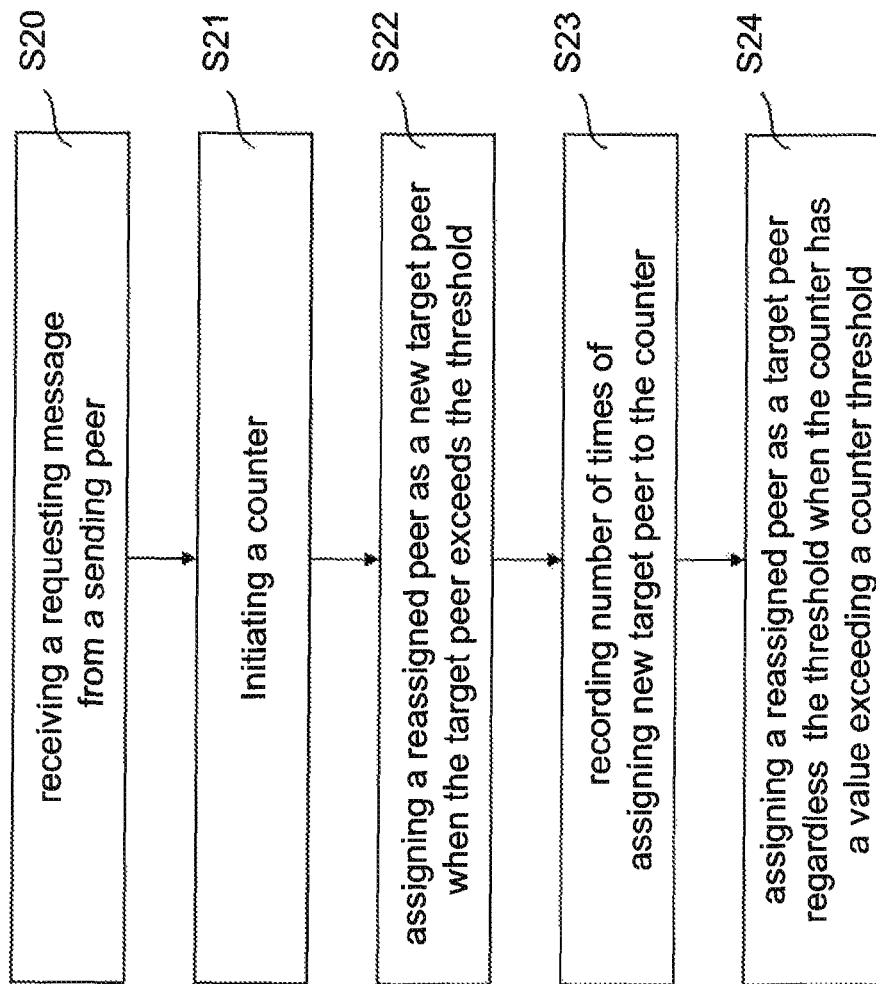 S20
receiving a requesting message
from a sending peer
S21
Initiating a counter
S22
assigning a reassigned peer as a new target peer
when the target peer exceeds the threshold
S23
recording number of times of
assigning new target peer to the counter
S24
assigning a reassigned peer as a target peer
regardless the threshold when the counter has
a value exceeding a counter threshold